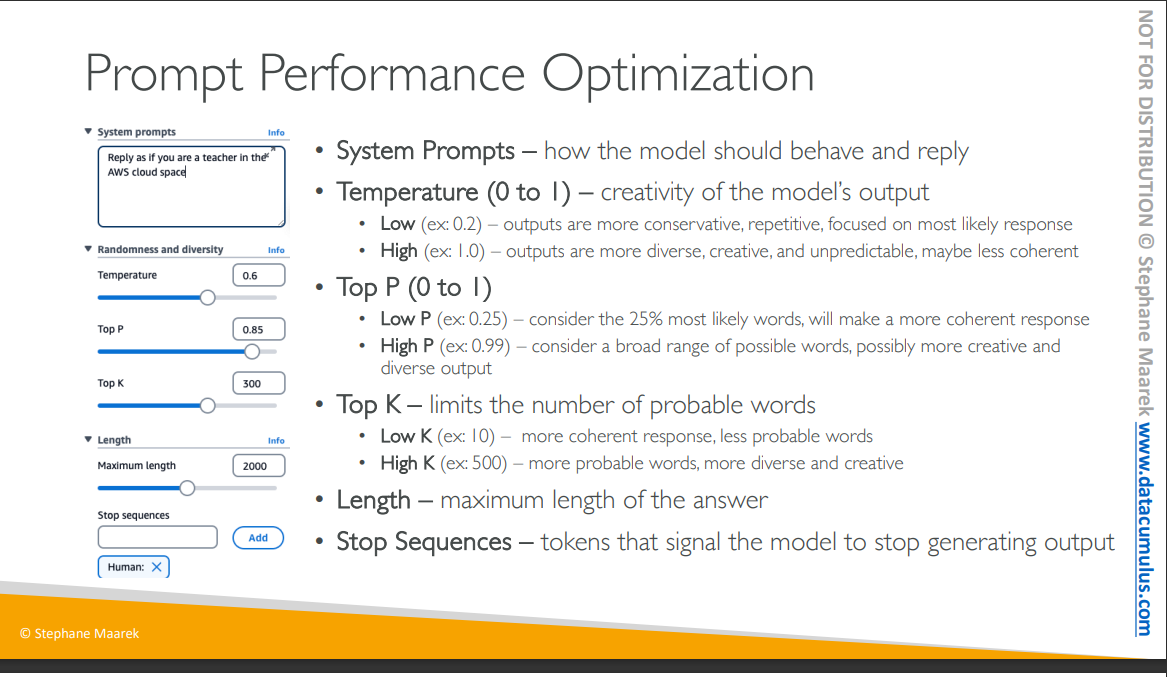 Prompt Performance Optimization
System prompts
Info
Reply as if you are a teacher in the
AWS cloud space
Randomness and diversity
Info
Temperature
0.6
Top P
0.85
Top K
300
Length
Info
Maximum length
2000
Stop sequences
Add
Human:
• System Prompts – how the model should behave and reply
• Temperature (0 to 1) – creativity of the model's output
• Low (ex: 0.2) – outputs are more conservative, repetitive, focused on most likely response
• High (ex: 1.0) – outputs are more diverse, creative, and unpredictable, maybe less coherent
• Top P (0 to 1)
• Low P (ex: 0.25) – consider the 25% most likely words, will make a more coherent response
• High P (ex: 0.99) – consider a broad range of possible words, possibly more creative and
diverse output
• Top K – limits the number of probable words
• Low K (ex: 10) – more coherent response, less probable words
• High K (ex: 500) – more probable words, more diverse and creative
• Length – maximum length of the answer
• Stop Sequences – tokens that signal the model to stop generating output
© Stephane Maarek
NOT FOR DISTRIBUTION © Stephane Maarek www.datacumulus.com